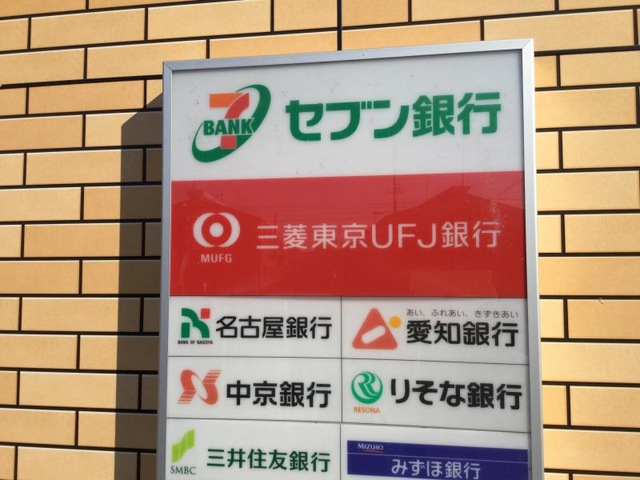 7
BANK
セブン銀行
MUFG
三菱東京UFJ銀行
BANK OF NAGOYA
名古屋銀行
あい、ふれあい、きずきあい
愛知銀行
中京銀行
RESONA
りそな銀行
SMBC
三井住友銀行
MIZUHO
みずほ銀行